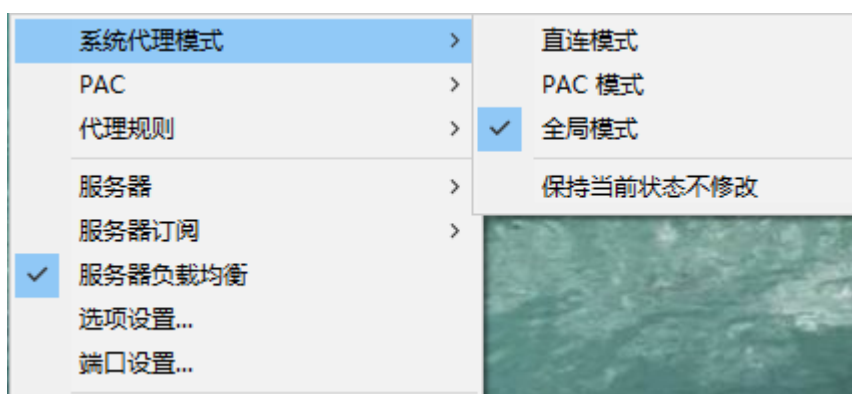 系统代理模式
PAC
代理规则
服务器
服务器订阅
服务器负载均衡
选项设置...
端口设置...
直连模式
PAC 模式
全局模式
保持当前状态不修改